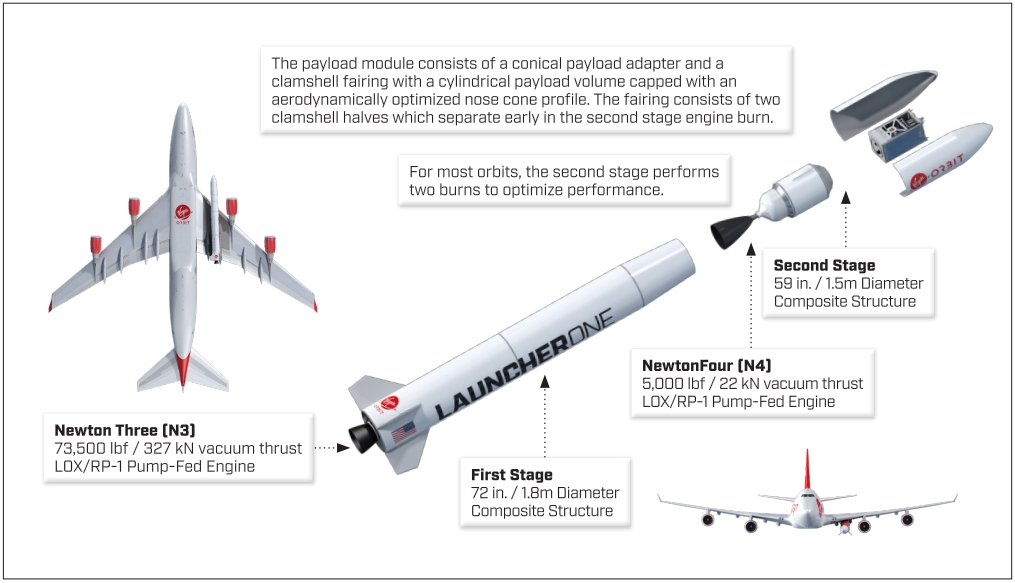 The payload module consists of a conical payload adapter and a
clamshell fairing with a cylindrical payload volume capped with an
aerodynamically optimized nose cone profile. The fairing consists of two
clamshell halves which separate early in the second stage engine burn.
For most orbits, the second stage performs
two burns to optimize performance.
Virgin
ORBIT
Virgin ORBIT
Second Stage
59 in. / 1.5m Diameter
Composite Structure
NewtonFour (N4)
5,000 lbf / 22 kN vacuum thrust
LOX/RP-1 Pump-Fed Engine
LAUNCHERONE
Virgin
ORBIT
Newton Three (N3)
73,500 lbf / 327 kN vacuum thrust
LOX/RP-1 Pump-Fed Engine
First Stage
72 in. / 1.8m Diameter
Composite Structure